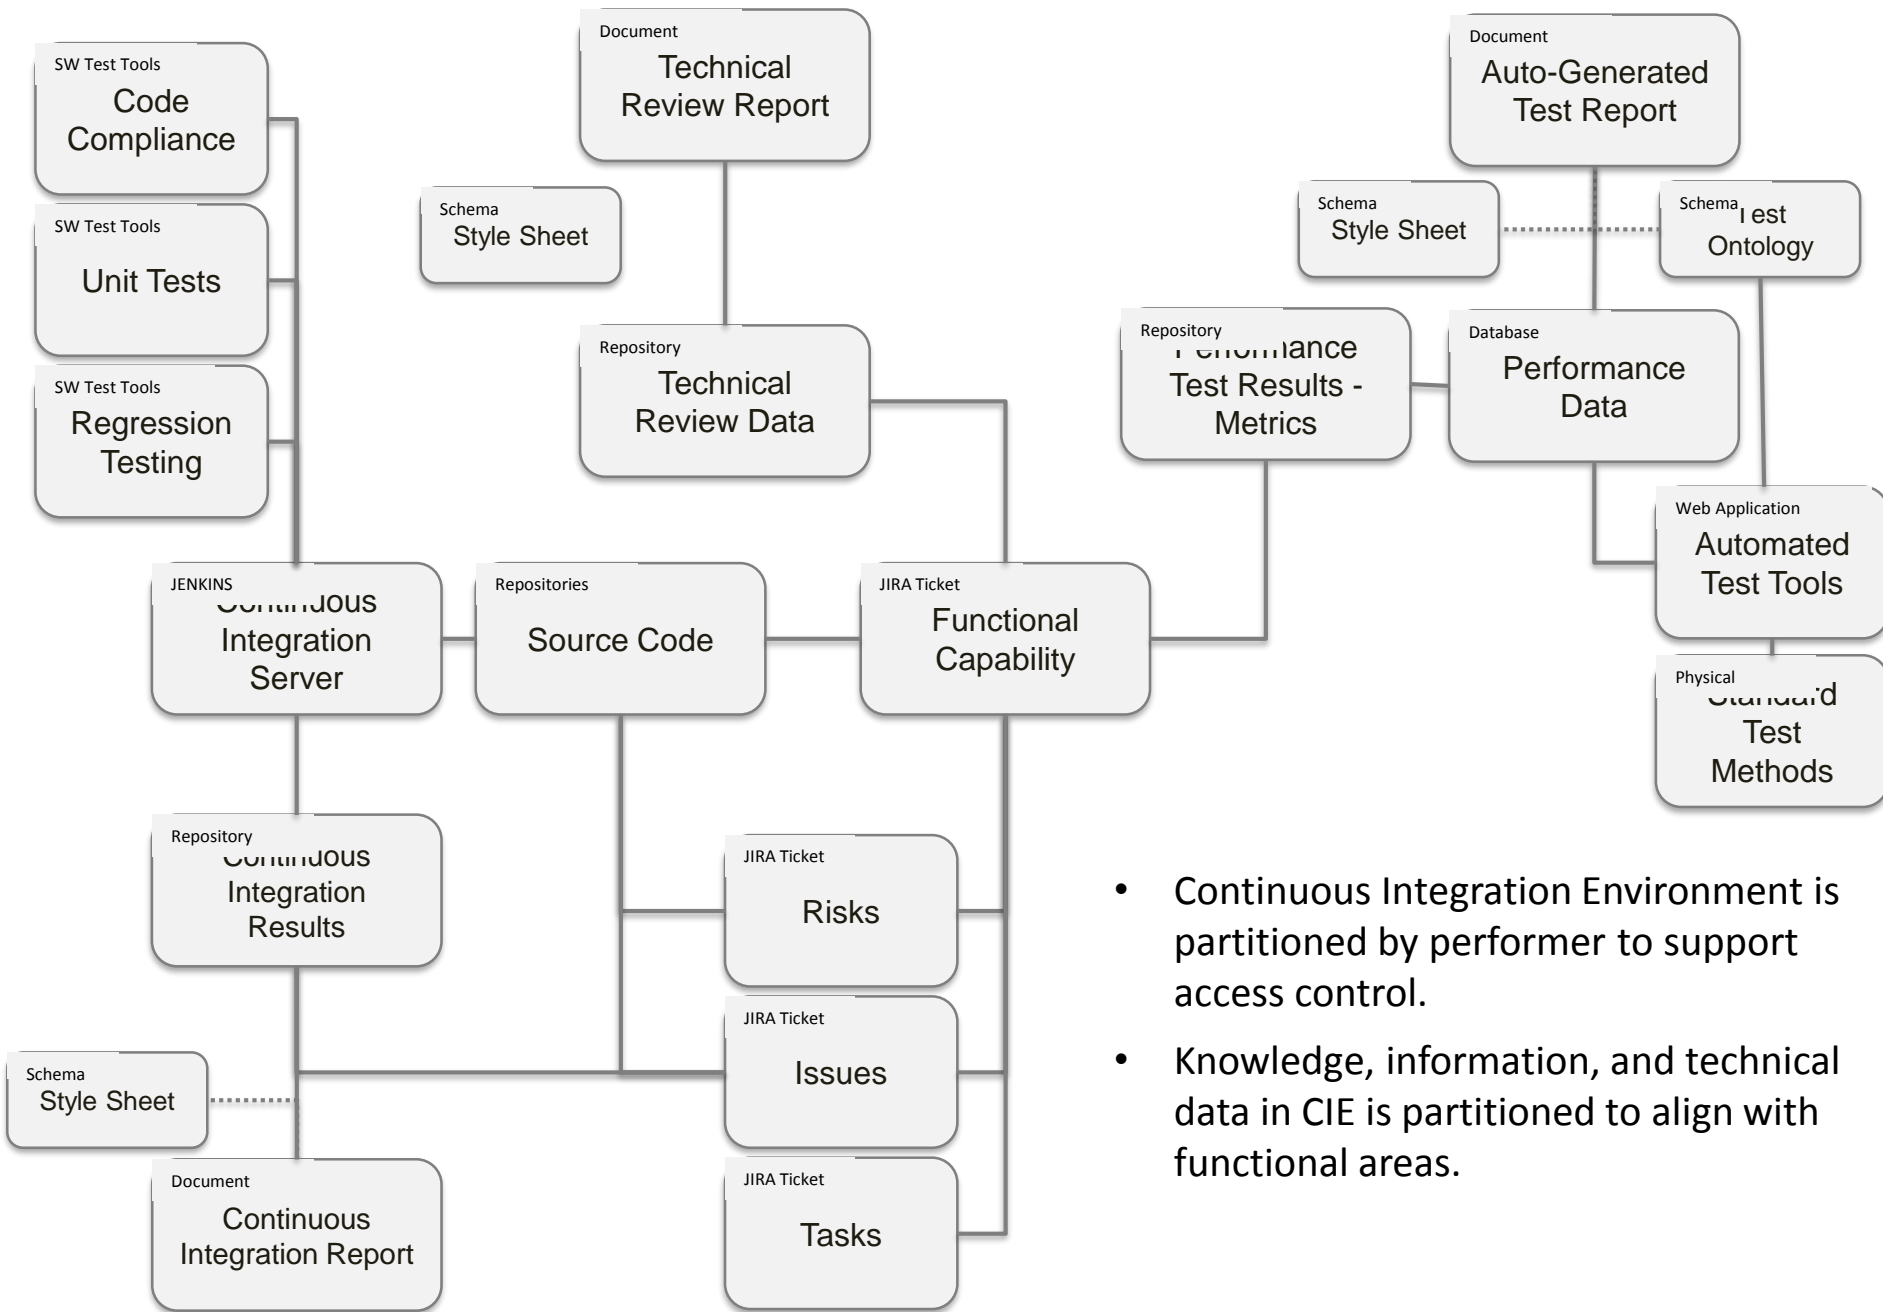 SW Test Tools
Code
Compliance
SW Test Tools
Unit Tests
SW Test Tools
Regression
Testing
Document
Technical
Review Report
Schema
Style Sheet
Repository
Technical
Review Data
Document
Auto-Generated
Test Report
Schema
Style Sheet
Schema
Test
Ontology
Repository
Performance
Test Results -
Metrics
Database
Performance
Data
Web Application
Automated
Test Tools
Physical
Standard
Test
Methods
JENKINS
Continuous
Integration
Server
Repositories
Source Code
JIRA Ticket
Functional
Capability
Repository
Continuous
Integration
Results
JIRA Ticket
Risks
JIRA Ticket
Issues
JIRA Ticket
Tasks
Schema
Style Sheet
Document
Continuous
Integration Report
• Continuous Integration Environment is
partitioned by performer to support
access control.
• Knowledge, information, and technical
data in CIE is partitioned to align with
functional areas.